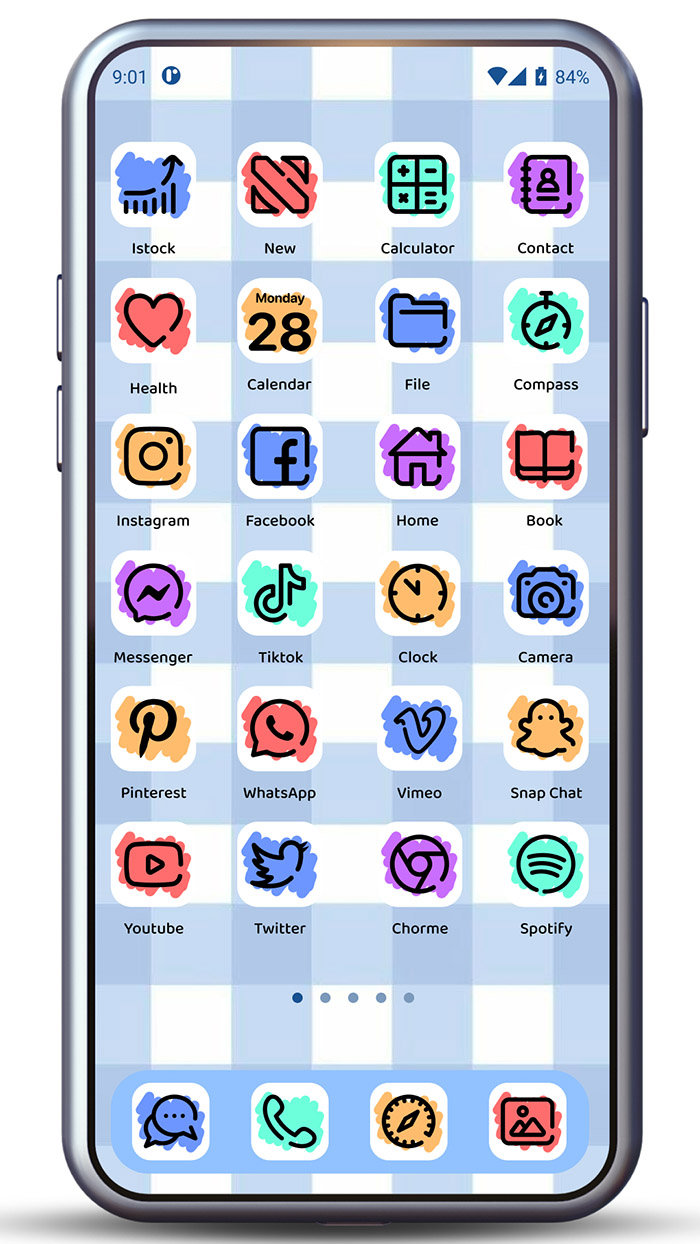 9:01 84%
Istock New Calculator Contact
Monday
28
Health Calendar File Compass
Instagram Facebook Home Book
Messenger Tiktok Clock Camera
Pinterest WhatsApp Vimeo Snap Chat
Youtube Twitter Chorme Spotify